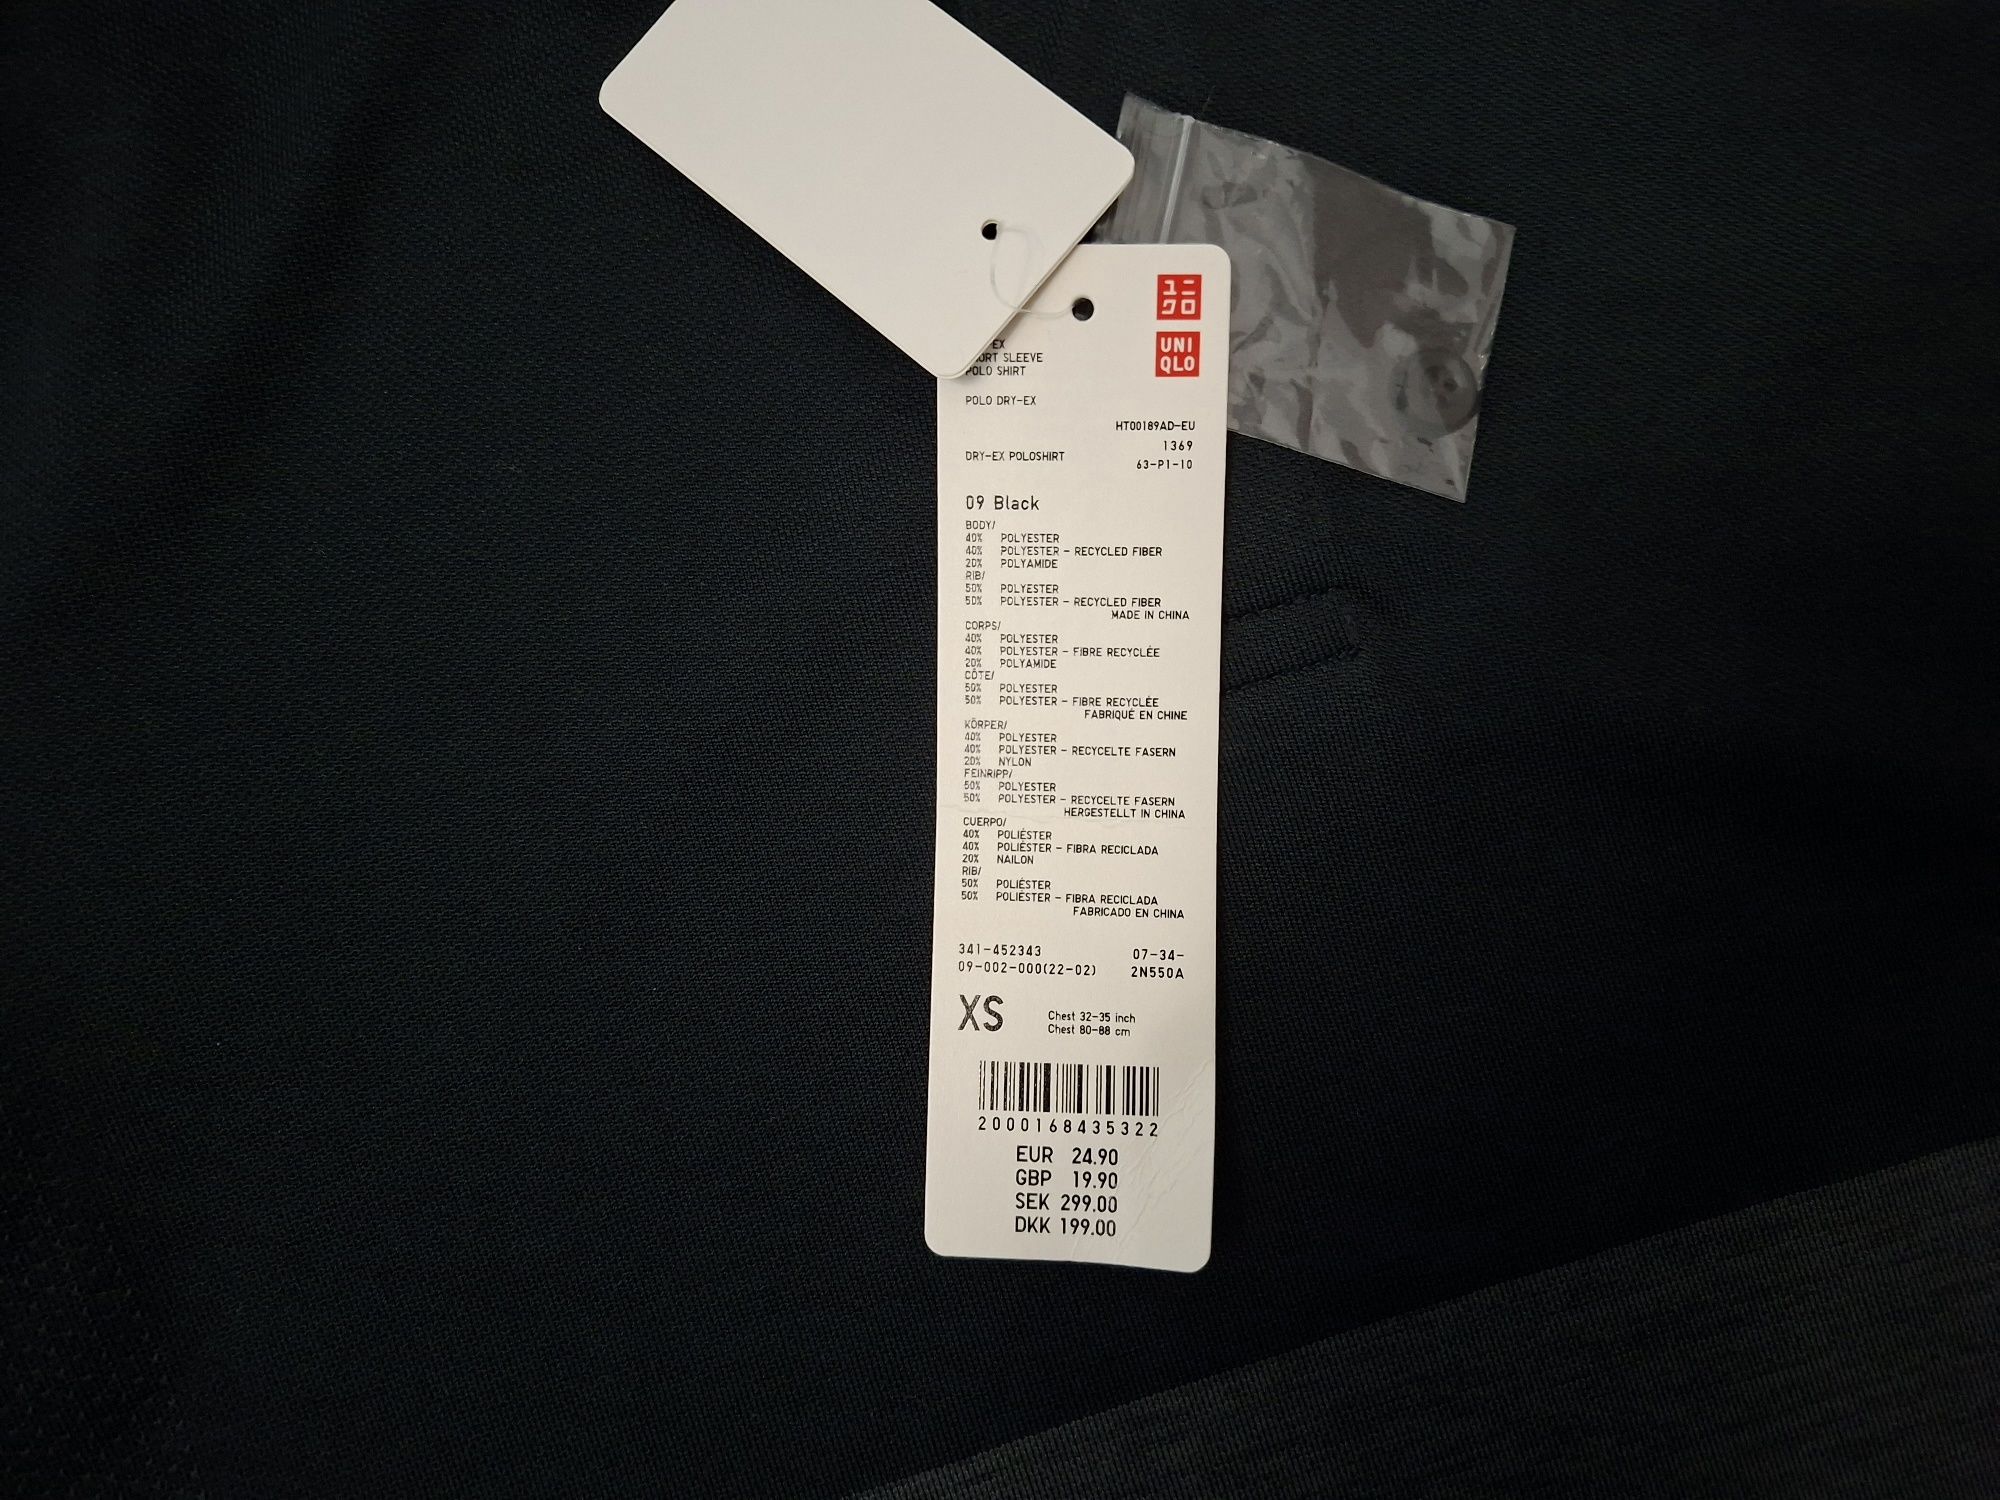 ユニ
クロ
UNI
QLO
EX
SLEEVE
POLO SHIRT
POLO DRY-EX
HT00189AD-EU
1369
DRY-EX POLOSHIRT
63-P1-10
09 Black
BODY/
40% POLYESTER
40% POLYESTER - RECYCLED FIBER
20% POLYAMIDE
RIB/
50% POLYESTER
50% POLYESTER - RECYCLED FIBER
MADE IN CHINA
CORPS/
40% POLYESTER
40% POLYESTER - FIBRE RECYCLÉE
20% POLYAMIDE
CÔTE/
50% POLYESTER
50% POLYESTER - FIBRE RECYCLÉE
FABRIQUÉ EN CHINE
KÖRPER/
40% POLYESTER
40% POLYESTER - RECYCELTE FASERN
20% NYLON
FEINRIPP/
50% POLYESTER
50% POLYESTER - RECYCELTE FASERN
HERGESTELLT IN CHINA
CUERPO/
40% POLIÉSTER
40% POLIÉSTER - FIBRA RECICLADA
20% NAILON
RIB/
50% POLIÉSTER
50% POLIÉSTER - FIBRA RECICLADA
FABRICADO EN CHINA
341-452343 07-34-
09-002-000(22-02) 2N550A
XS
Chest 32-35 inch
Chest 80-88 cm
2000168435322
EUR 24.90
GBP 19.90
SEK 299.00
DKK 199.00